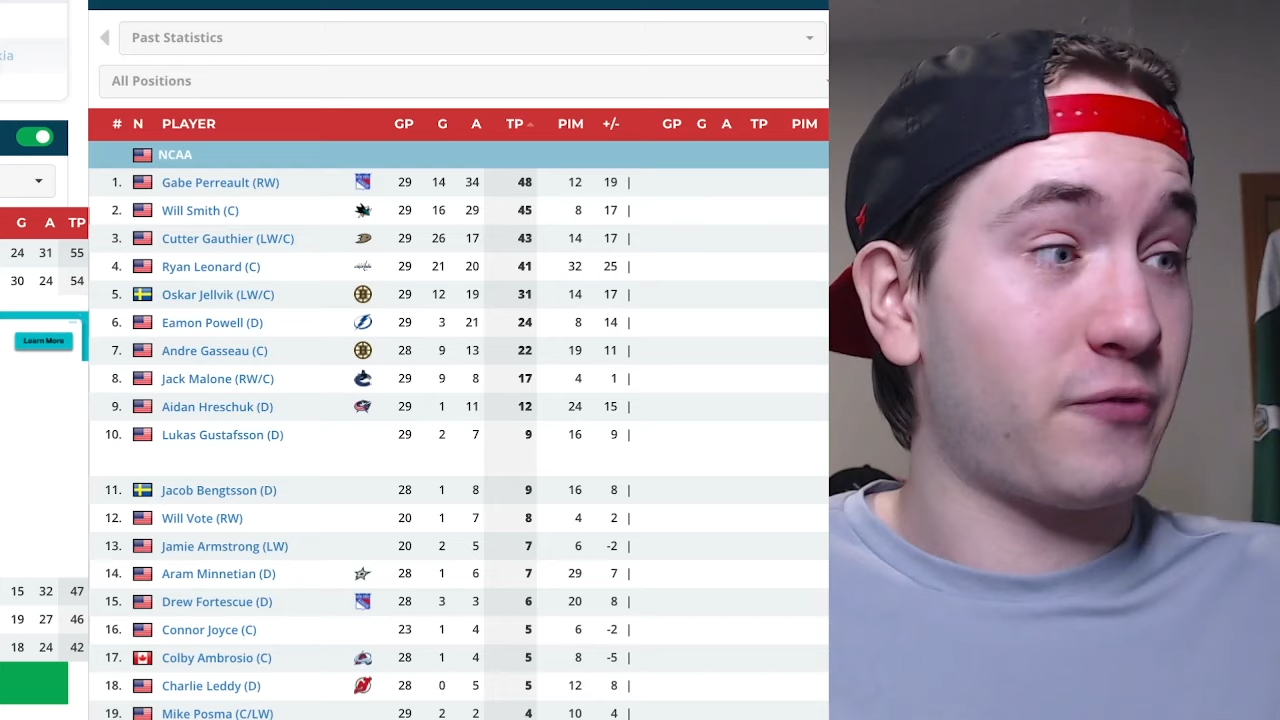 kia
Past Statistics
All Positions
# N PLAYER GP G A TP PIM +/- GP G A TP PIM
NCAA
1. Gabe Perreault (RW) 29 14 34 48 12 19 |
2. Will Smith (C) 29 16 29 45 8 17 |
3. Cutter Gauthier (LW/C) 29 26 17 43 14 17 |
4. Ryan Leonard (C) 29 21 20 41 32 25 |
5. Oskar Jellvik (LW/C) 29 12 19 31 14 17 |
6. Eamon Powell (D) 29 3 21 24 8 14 |
7. Andre Gasseau (C) 28 9 13 22 19 11 |
8. Jack Malone (RW/C) 29 9 8 17 4 1 |
9. Aidan Hreschuk (D) 29 1 11 12 24 15 |
10. Lukas Gustafsson (D) 29 2 7 9 16 9 |
11. Jacob Bengtsson (D) 28 1 8 9 16 8 |
12. Will Vote (RW) 20 1 7 8 4 2 |
13. Jamie Armstrong (LW) 20 2 5 7 6 -2 |
14. Aram Minnetian (D) 28 1 6 7 29 7 |
15. Drew Fortescue (D) 28 3 3 6 20 8 |
16. Connor Joyce (C) 23 1 4 5 6 -2 |
17. Colby Ambrosio (C) 28 1 4 5 8 -5 |
18. Charlie Leddy (D) 28 0 5 5 12 8 |
19. Mike Posma (C/LW) 29 2 2 4 10 4 |
G A TP
24 31 55
30 24 54
Learn More
15 32 47
19 27 46
18 24 42